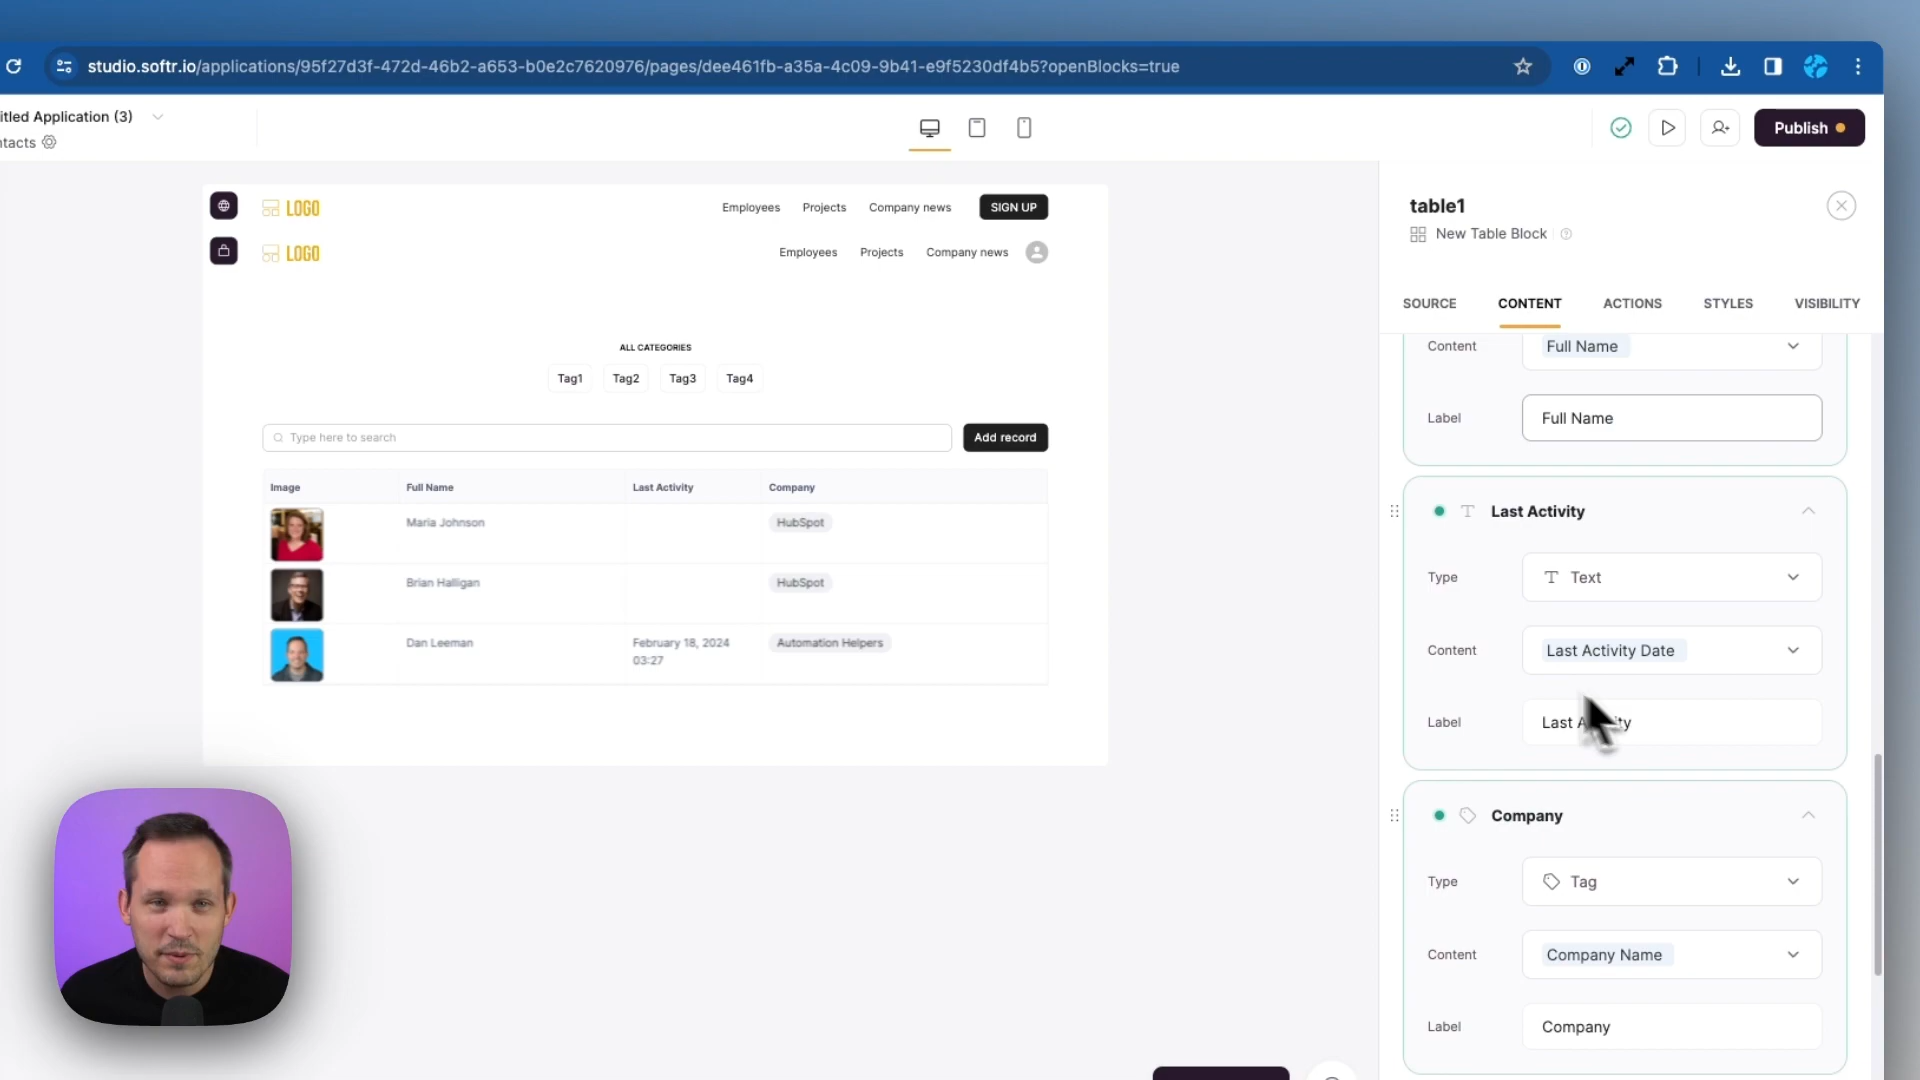 studio.softr.io/applications/95f27d3f-472d-46b2-a653-b0e2c7620976/pages/dee461fb-a35a-4c09-9b41-e9f5230df4b5?openBlocks=true
itled Application (3)
ntacts
Publish
LOGO
Employees
Projects
Company news
SIGN UP
LOGO
Employees
Projects
Company news
ALL CATEGORIES
Tag1
Tag2
Tag3
Tag4
Type here to search
Add record
Image
Full Name
Last Activity
Company
Maria Johnson
HubSpot
Brian Halligan
HubSpot
Dan Leeman
February 18, 2024
03:27
Automation Helpers
table1
New Table Block
SOURCE
CONTENT
ACTIONS
STYLES
VISIBILITY
Content
Full Name
Label
Full Name
Last Activity
Type
Text
Content
Last Activity Date
Label
Last Activity
Company
Type
Tag
Content
Company Name
Label
Company